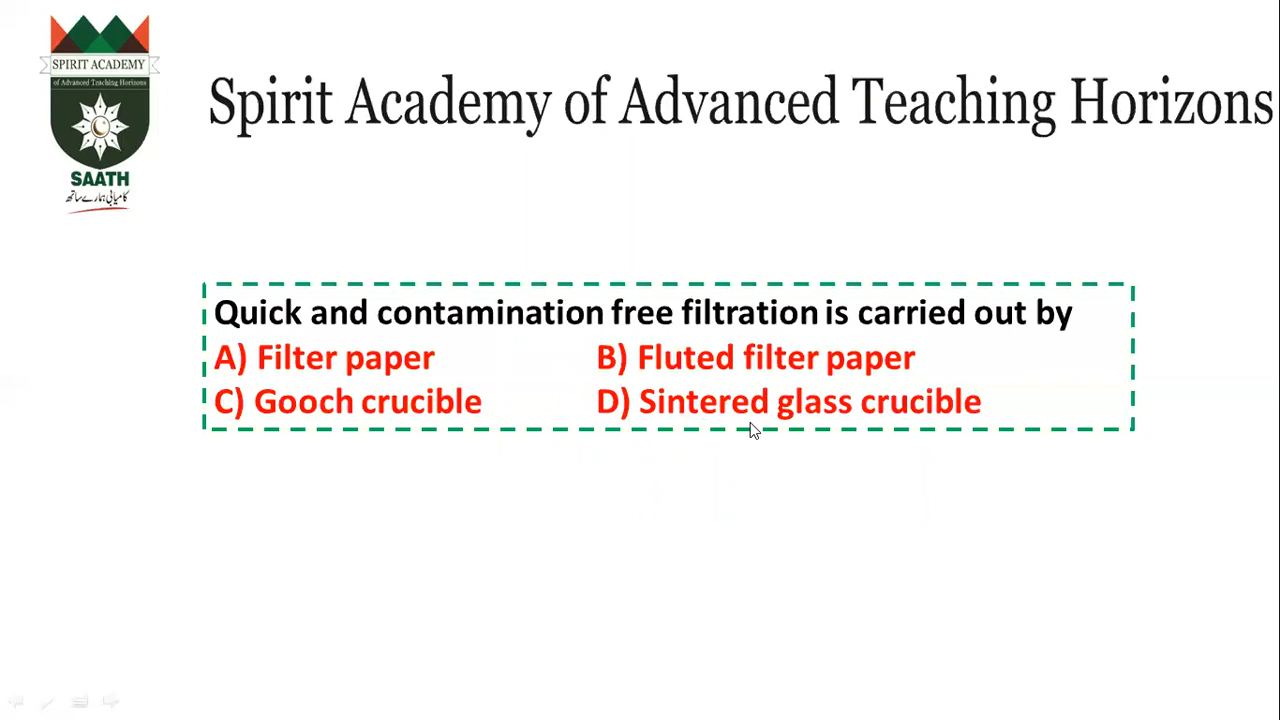 SPIRIT ACADEMY
of Advanced Teaching Horizons
SAATH
کامیابی ہمارے ساتھ
Spirit Academy of Advanced Teaching Horizons
Quick and contamination free filtration is carried out by
A) Filter paper B) Fluted filter paper
C) Gooch crucible D) Sintered glass crucible